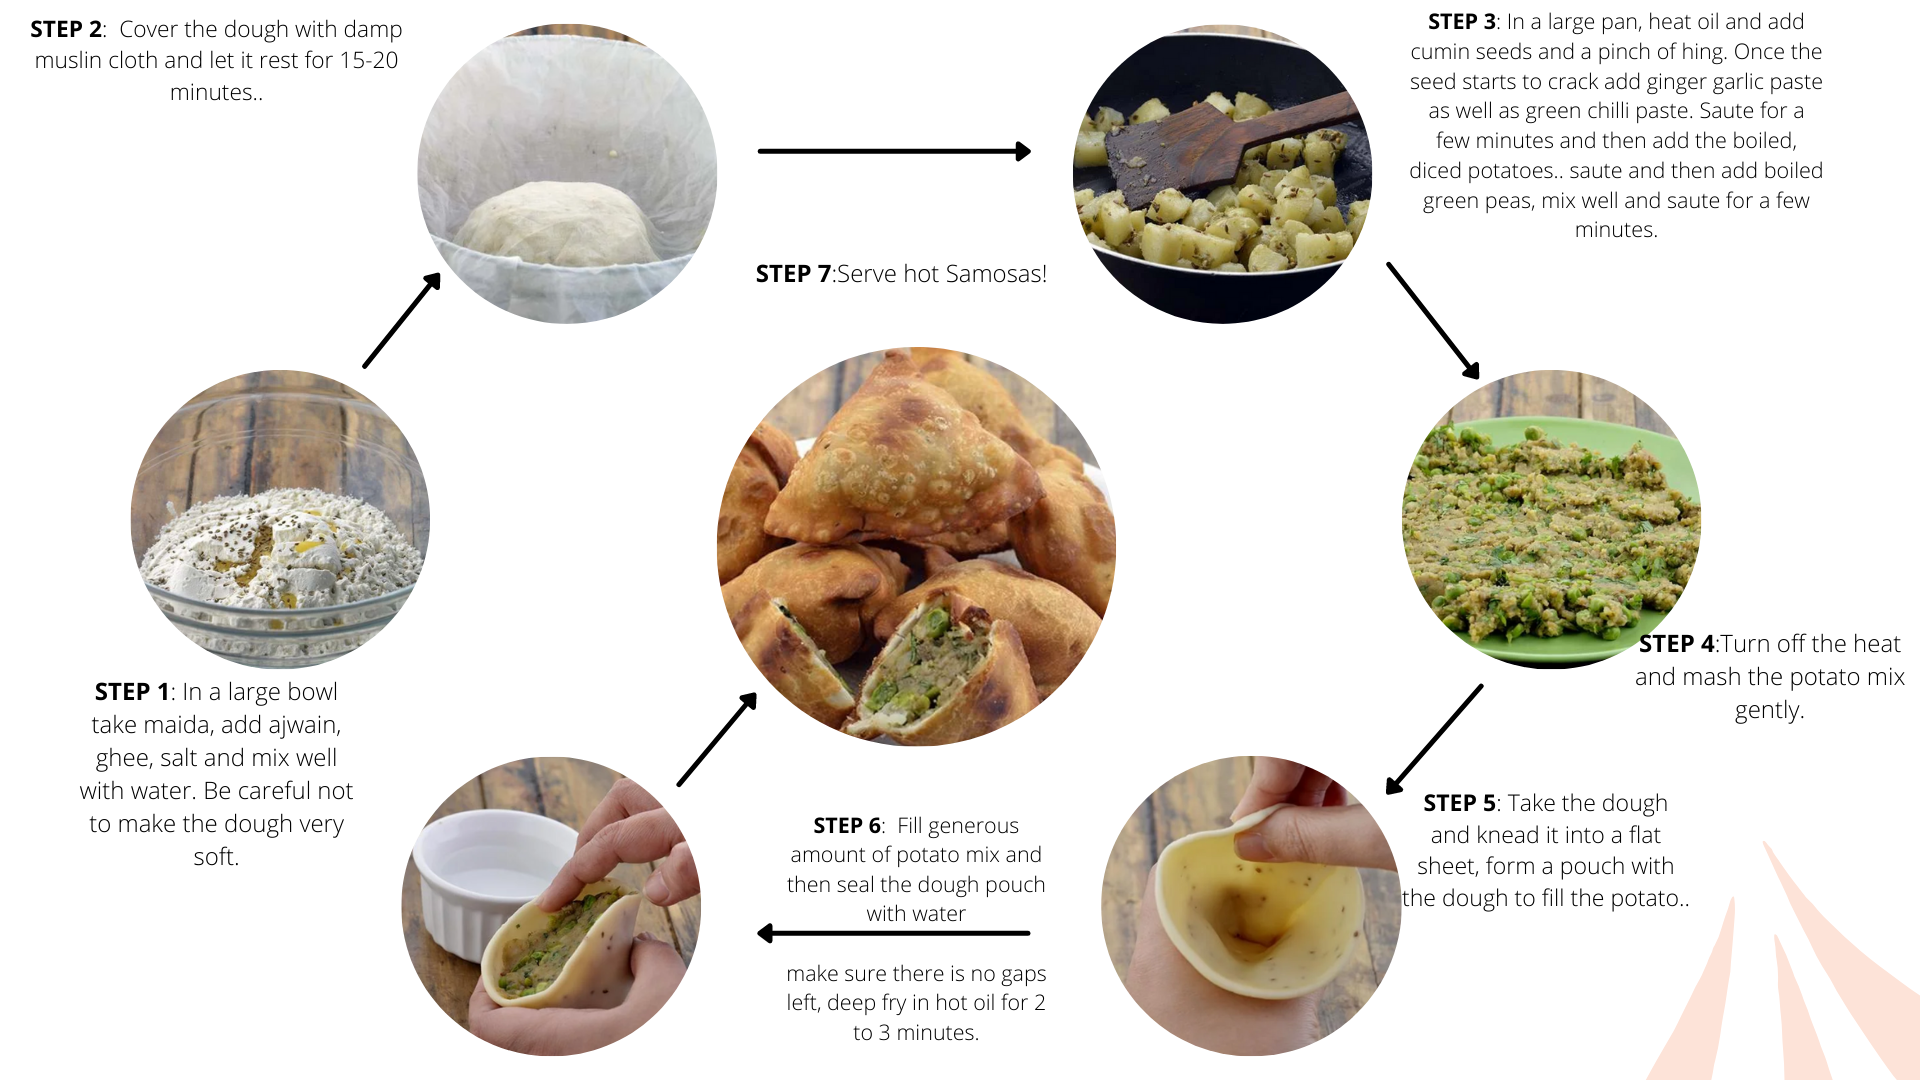 STEP 1: In a large bowl
take maida, add ajwain,
ghee, salt and mix well
with water. Be careful not
to make the dough very
soft.
STEP 2:  Cover the dough with damp
muslin cloth and let it rest for 15-20
minutes..
STEP 3: In a large pan, heat oil and add
cumin seeds and a pinch of hing. Once the
seed starts to crack add ginger garlic paste
as well as green chilli paste. Saute for a
few minutes and then add the boiled,
diced potatoes.. saute and then add boiled
green peas, mix well and saute for a few
minutes.
STEP 4:Turn off the heat
and mash the potato mix
gently.
STEP 5: Take the dough
and knead it into a flat
sheet, form a pouch with
the dough to fill the potato..
STEP 6:  Fill generous
amount of potato mix and
then seal the dough pouch
with water
make sure there is no gaps
left, deep fry in hot oil for 2
to 3 minutes.
STEP 7:Serve hot Samosas!